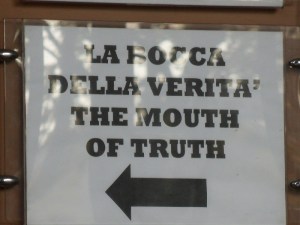 LA BOCCA
DELLA VERITA'
THE MOUTH
OF TRUTH